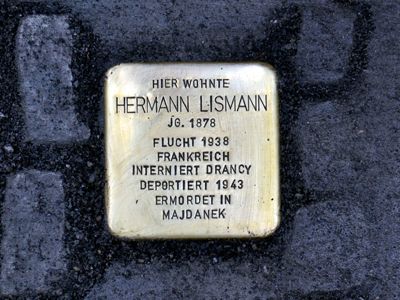 HIER WOHNTE
HERMANN LISMANN
JG. 1878
FLUCHT 1938
FRANKREICH
INTERNIERT DRANCY
DEPORTIERT 1943
ERMORDET IN
MAJDANEK